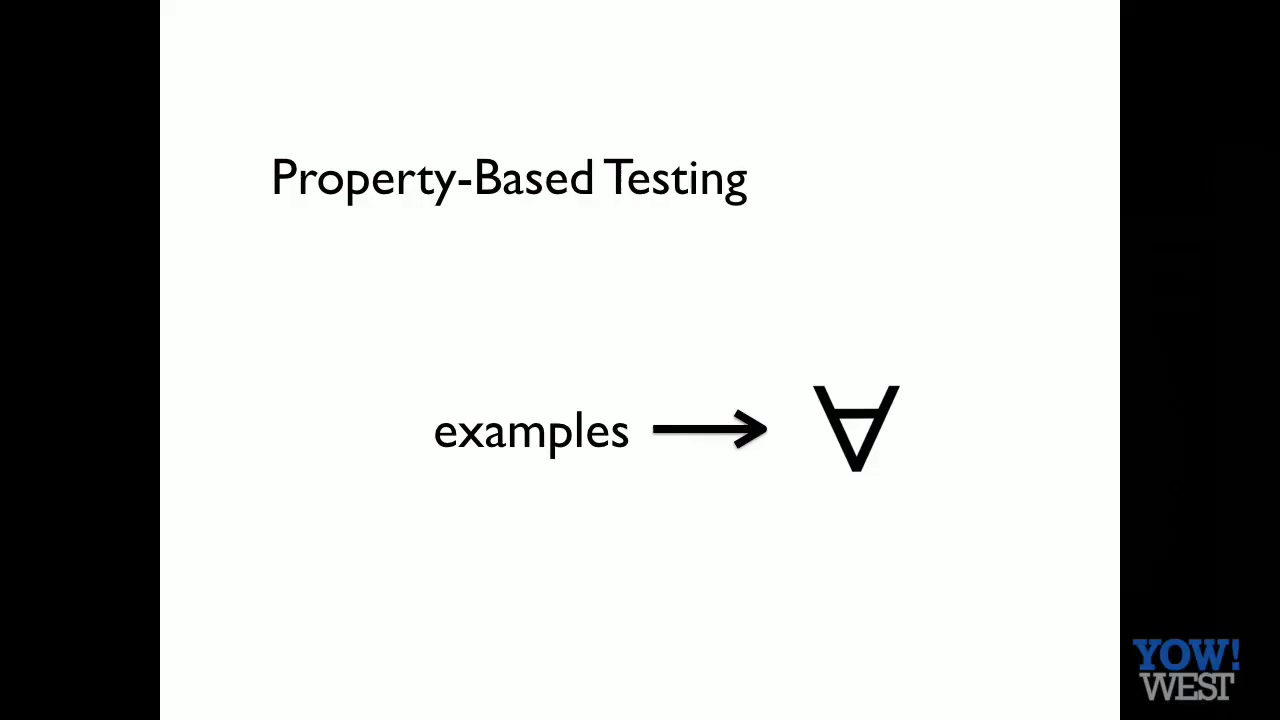 Property-Based Testing
examples → ∀
YOW!
WEST